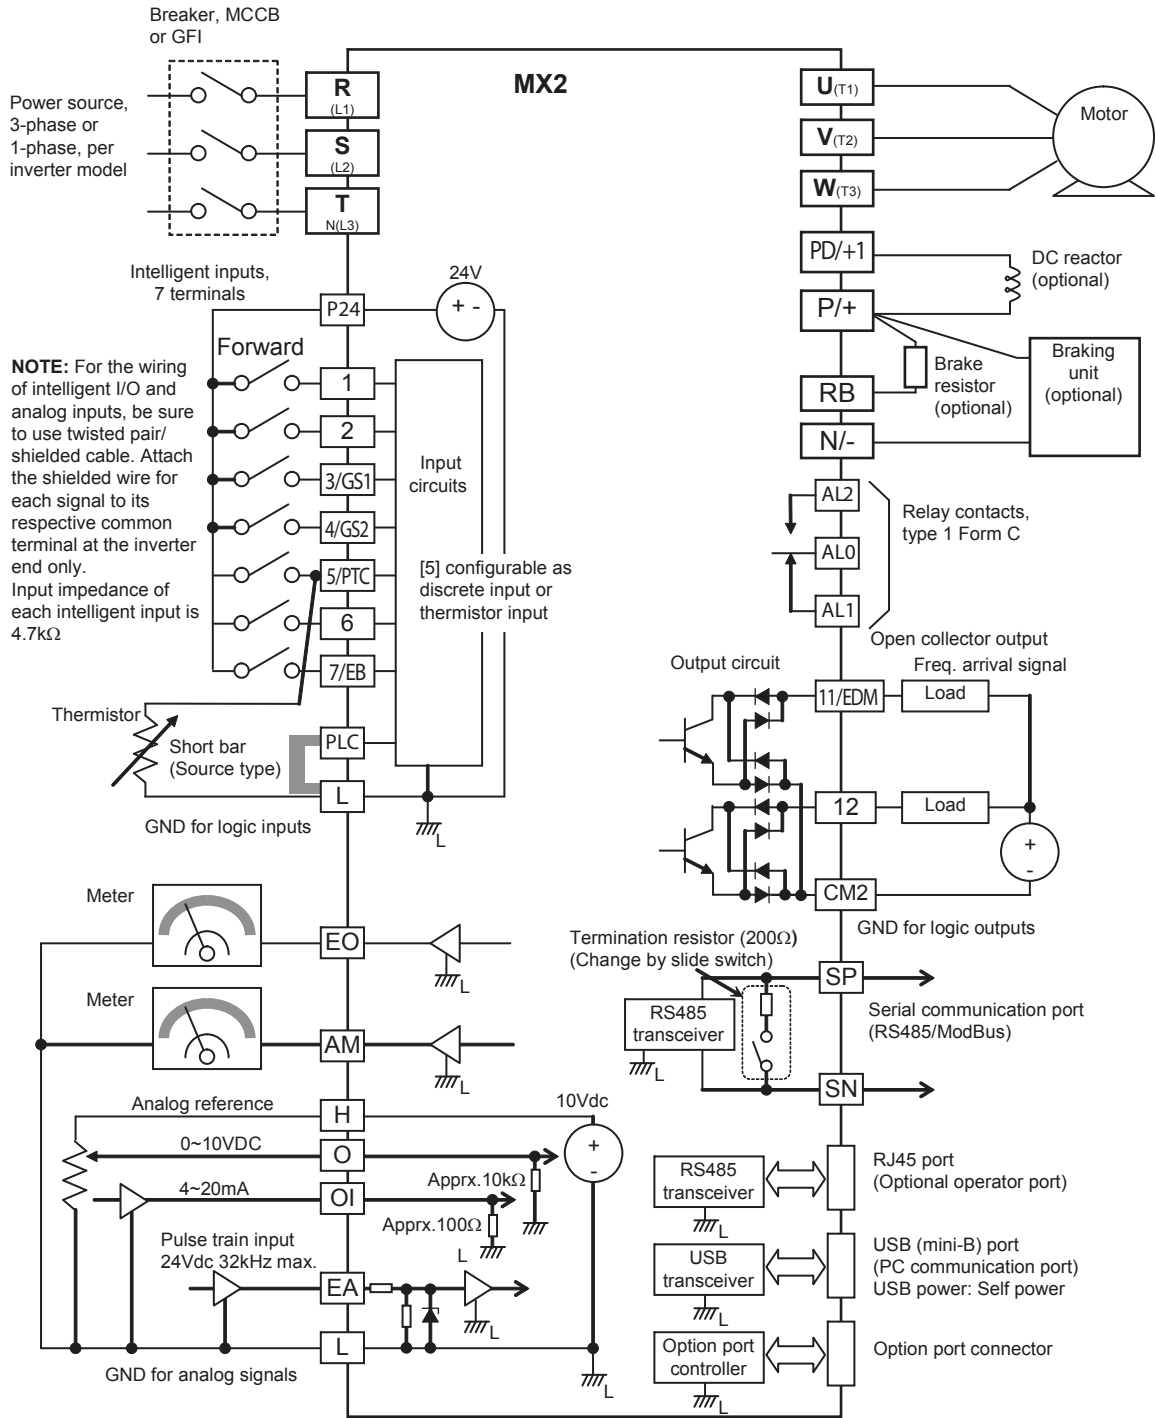 Breaker, MCCB
or GFI
MX2
Power source,
3-phase or
1-phase, per
inverter model
R
(L1)
S
(L2)
T
N(L3)
U(T1)
V(T2)
W(T3)
Motor
PD/+1
P/+
DC reactor
(optional)
RB
Brake
resistor
(optional)
N/-
Braking
unit
(optional)
Intelligent inputs,
7 terminals
24V
+ -
P24
Forward
NOTE: For the wiring
of intelligent I/O and
analog inputs, be sure
to use twisted pair/
shielded cable. Attach
the shielded wire for
each signal to its
respective common
terminal at the inverter
end only.
Input impedance of
each intelligent input is
4.7kΩ
1
2
3/GS1
4/GS2
5/PTC
6
7/EB
Input
circuits
[5] configurable as
discrete input or
thermistor input
AL2
AL0
AL1
Relay contacts,
type 1 Form C
Thermistor
Short bar
(Source type)
PLC
L
L
GND for logic inputs
Open collector output
Freq. arrival signal
Output circuit
11/EDM
Load
12
Load
+
-
CM2
GND for logic outputs
Meter
EO
L
Meter
AM
L
Termination resistor (200Ω)
(Change by slide switch)
RS485
transceiver
L
SP
Serial communication port
(RS485/ModBus)
SN
Analog reference
H
10Vdc
0~10VDC
O
+
-
4~20mA
OI
Apprx.10kΩ
Apprx.100Ω
L
Pulse train input
24Vdc 32kHz max.
EA
L
L
L
GND for analog signals
RS485
transceiver
L
RJ45 port
(Optional operator port)
USB
transceiver
L
USB (mini-B) port
(PC communication port)
USB power: Self power
Option port
controller
L
Option port connector